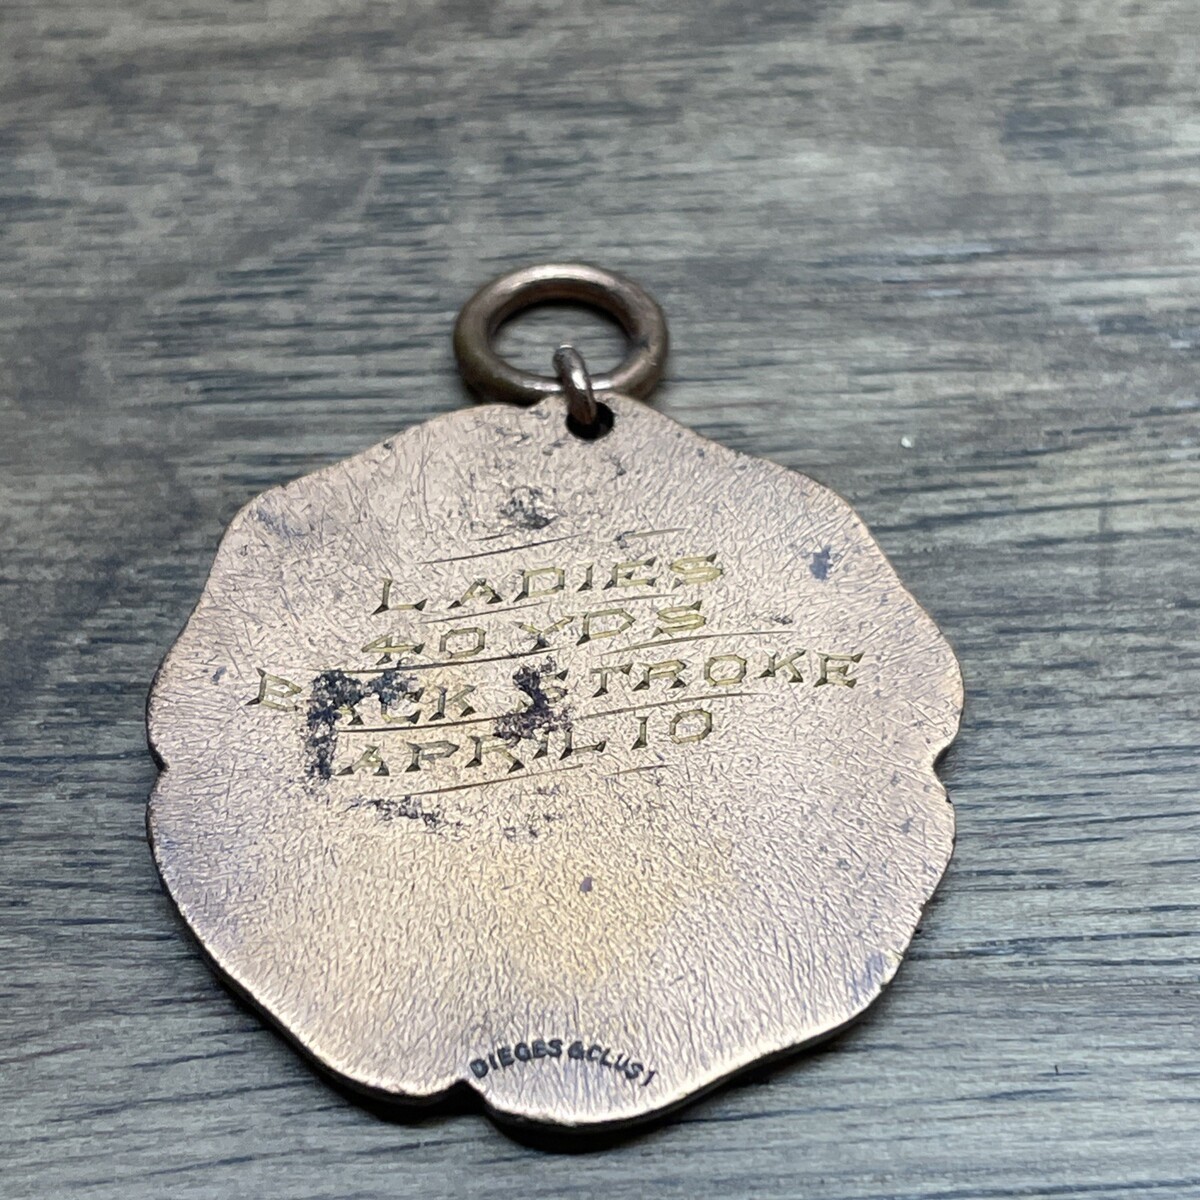 LADIES
40 YDS
BACK STROKE
APRIL 10
DIEGES & CLUST